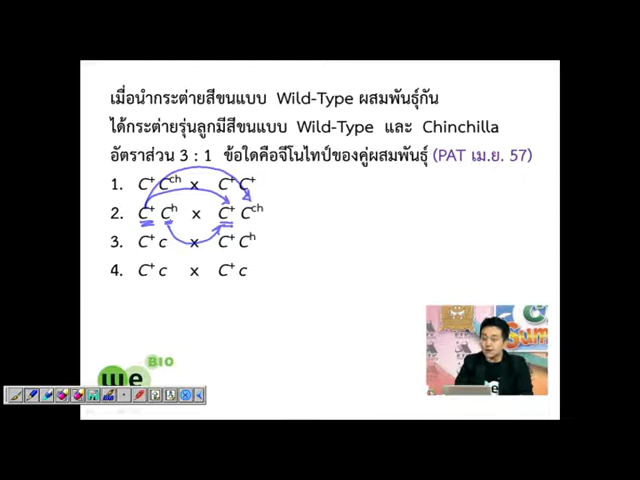 เมื่อนำกระต่ายสีขนแบบ Wild-Type ผสมพันธุ์กัน
ได้กระต่ายรุ่นลูกมีสีขนแบบ Wild-Type และ Chinchilla
อัตราส่วน 3 : 1 ข้อใดคือจีโนไทป์ของคู่ผสมพันธุ์ (PAT เม.ย. 57)
1. C⁺ Cᶜʰ x C⁺ C⁺
2. C⁺ Cʰ x C⁺ Cᶜʰ
3. C⁺ c x C⁺ Cʰ
4. C⁺ c x C⁺ c
BIO
we